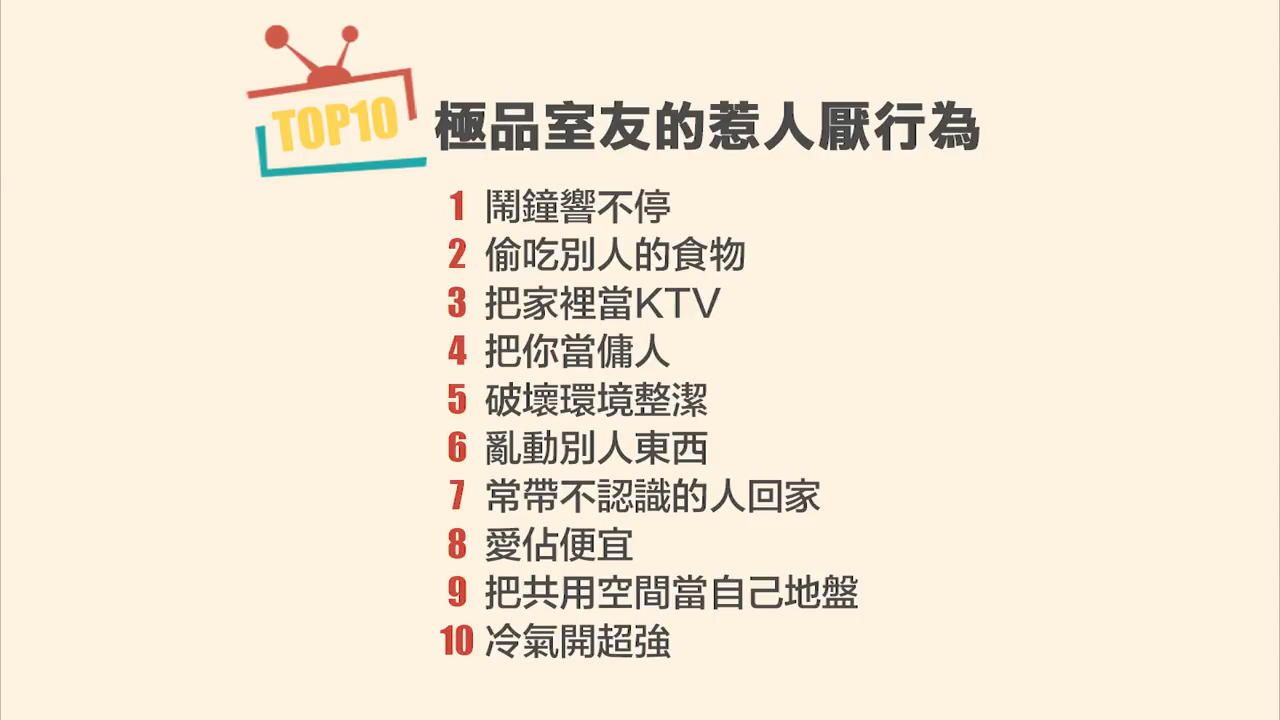 TOP10
極品室友的惹人厭行為
1 鬧鐘響不停
2 偷吃別人的食物
3 把家裡當KTV
4 把你當傭人
5 破壞環境整潔
6 亂動別人東西
7 常帶不認識的人回家
8 愛佔便宜
9 把共用空間當自己地盤
10 冷氣開超強